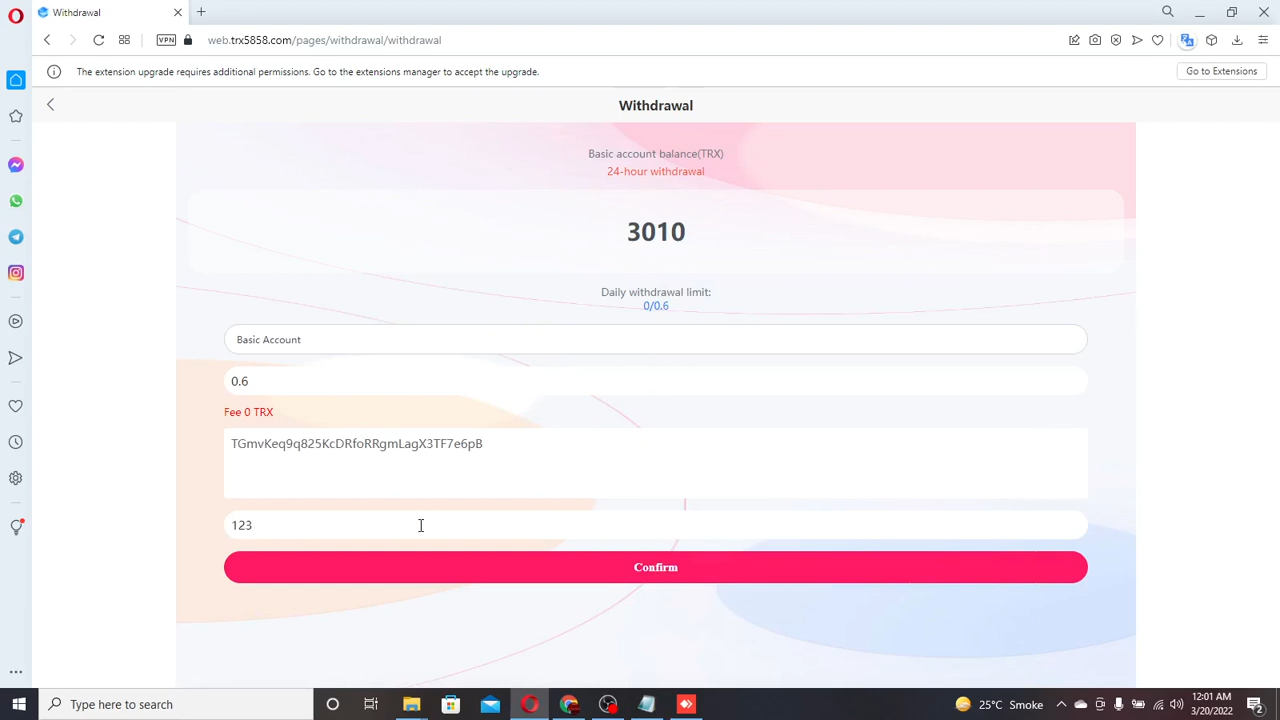 Withdrawal
VPN
web.trx5858.com/pages/withdrawal/withdrawal
The extension upgrade requires additional permissions. Go to the extensions manager to accept the upgrade.
Go to Extensions
Withdrawal
Basic account balance(TRX)
24-hour withdrawal
3010
Daily withdrawal limit:
0/0.6
Basic Account
0.6
Fee 0 TRX
TGmvKeq9q825KcDRfoRRgmLagX3TF7e6pB
123
Confirm
Type here to search
25°C Smoke
12:01 AM
3/20/2022
2